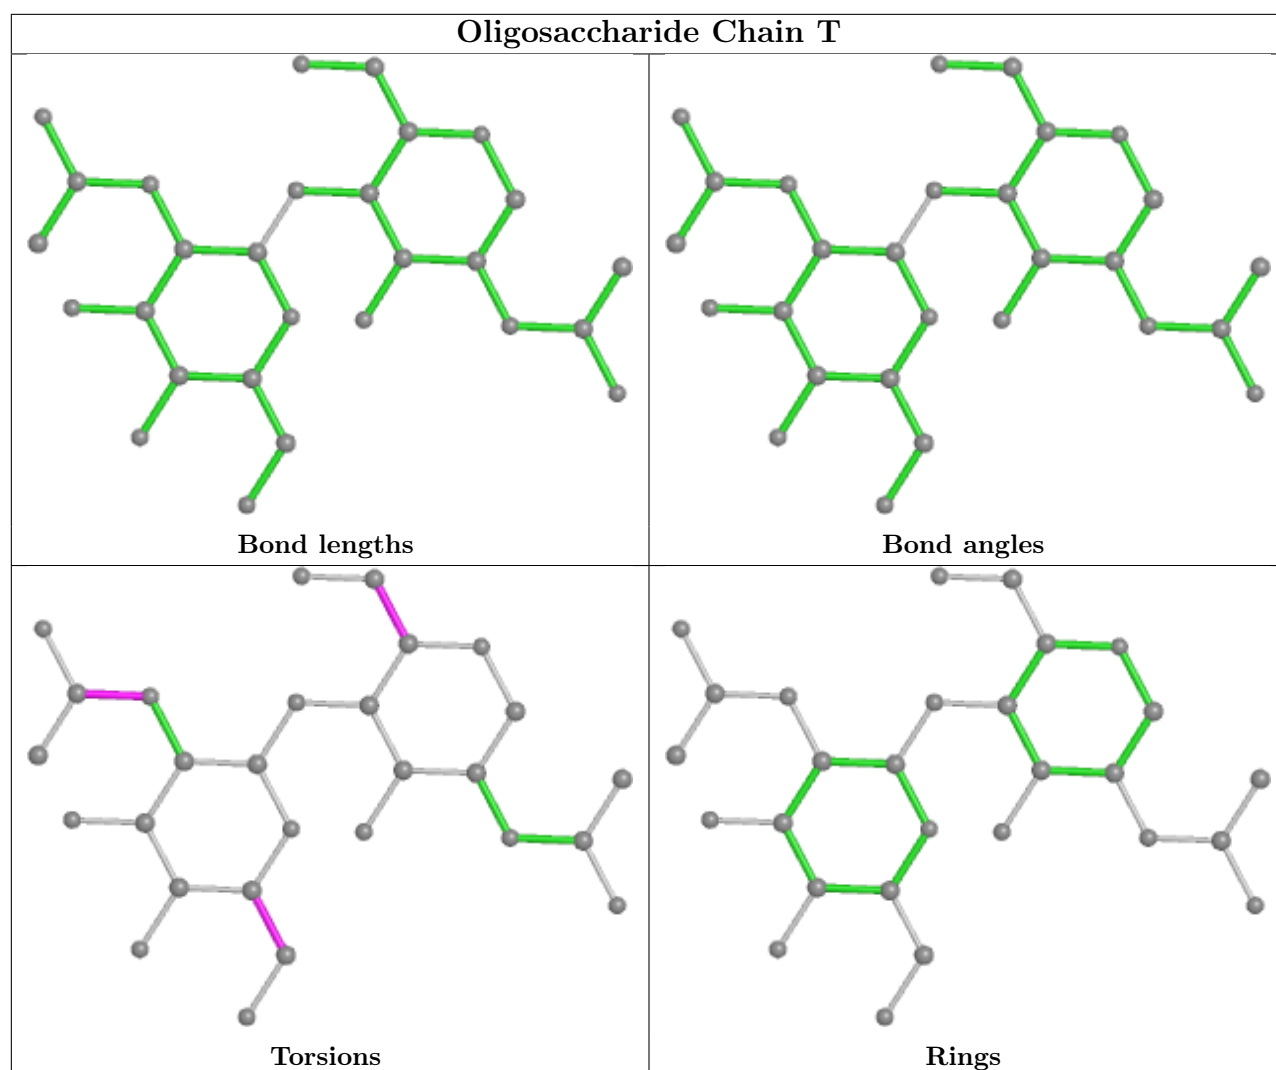 Oligosaccharide Chain T
Bond lengths
Bond angles
Torsions
Rings